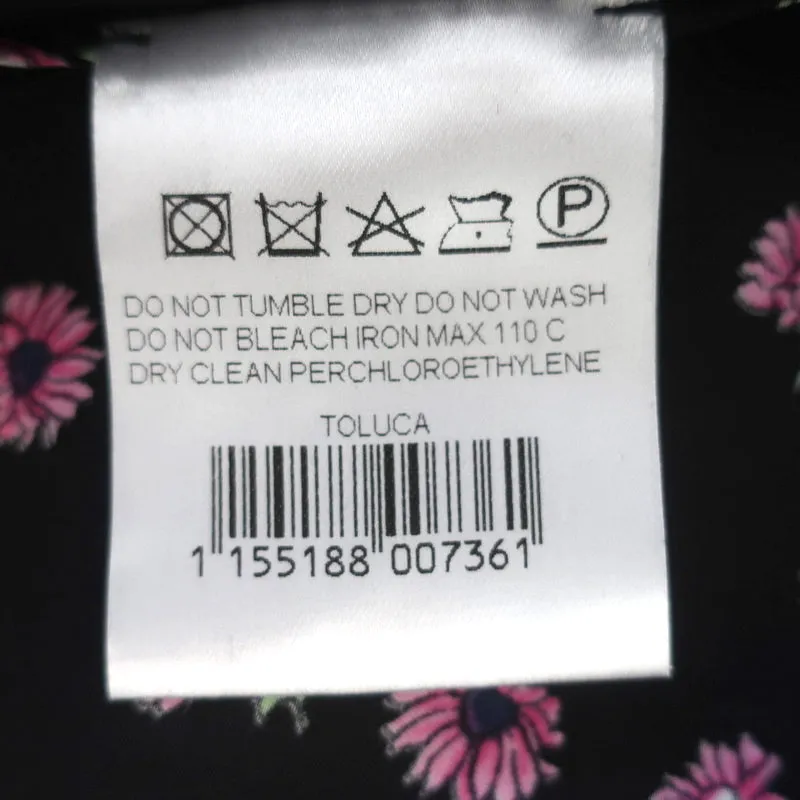 P
DO NOT TUMBLE DRY DO NOT WASH
DO NOT BLEACH IRON MAX 110 C
DRY CLEAN PERCHLOROETHYLENE
TOLUCA
1 155188 007361